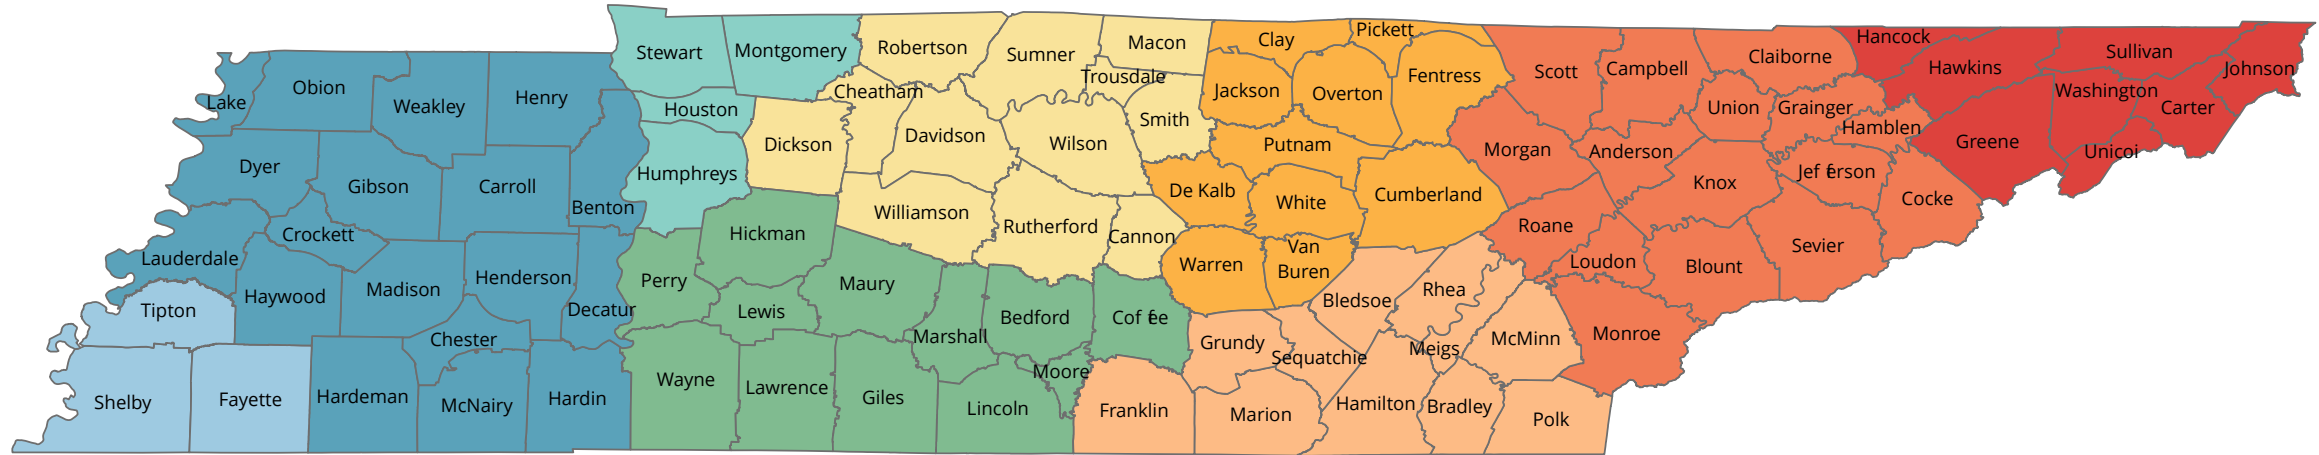 Stewart
Montgomery
Robertson
Sumner
Macon
Clay
Pickett
Hancock
Sullivan
Lake
Obion
Weakley
Henry
Houston
Cheatham
Trousdale
Jackson
Overton
Fentress
Scott
Campbell
Claiborne
Hawkins
Johnson
Dickson
Davidson
Wilson
Smith
Putnam
Union
Grainger
Hamblen
Washington
Carter
Dyer
Gibson
Carroll
Benton
Humphreys
De Kalb
White
Cumberland
Morgan
Anderson
Knox
Jefferson
Cocke
Greene
Unicoi
Lauderdale
Crockett
Hickman
Williamson
Rutherford
Cannon
Warren
Van
Buren
Roane
Loudon
Blount
Sevier
Tipton
Haywood
Madison
Henderson
Decatur
Perry
Lewis
Maury
Marshall
Bedford
Coffee
Bledsoe
Rhea
Meigs
McMinn
Monroe
Chester
Grundy
Sequatchie
Shelby
Fayette
Hardeman
McNairy
Hardin
Wayne
Lawrence
Giles
Lincoln
Moore
Franklin
Marion
Hamilton
Bradley
Polk